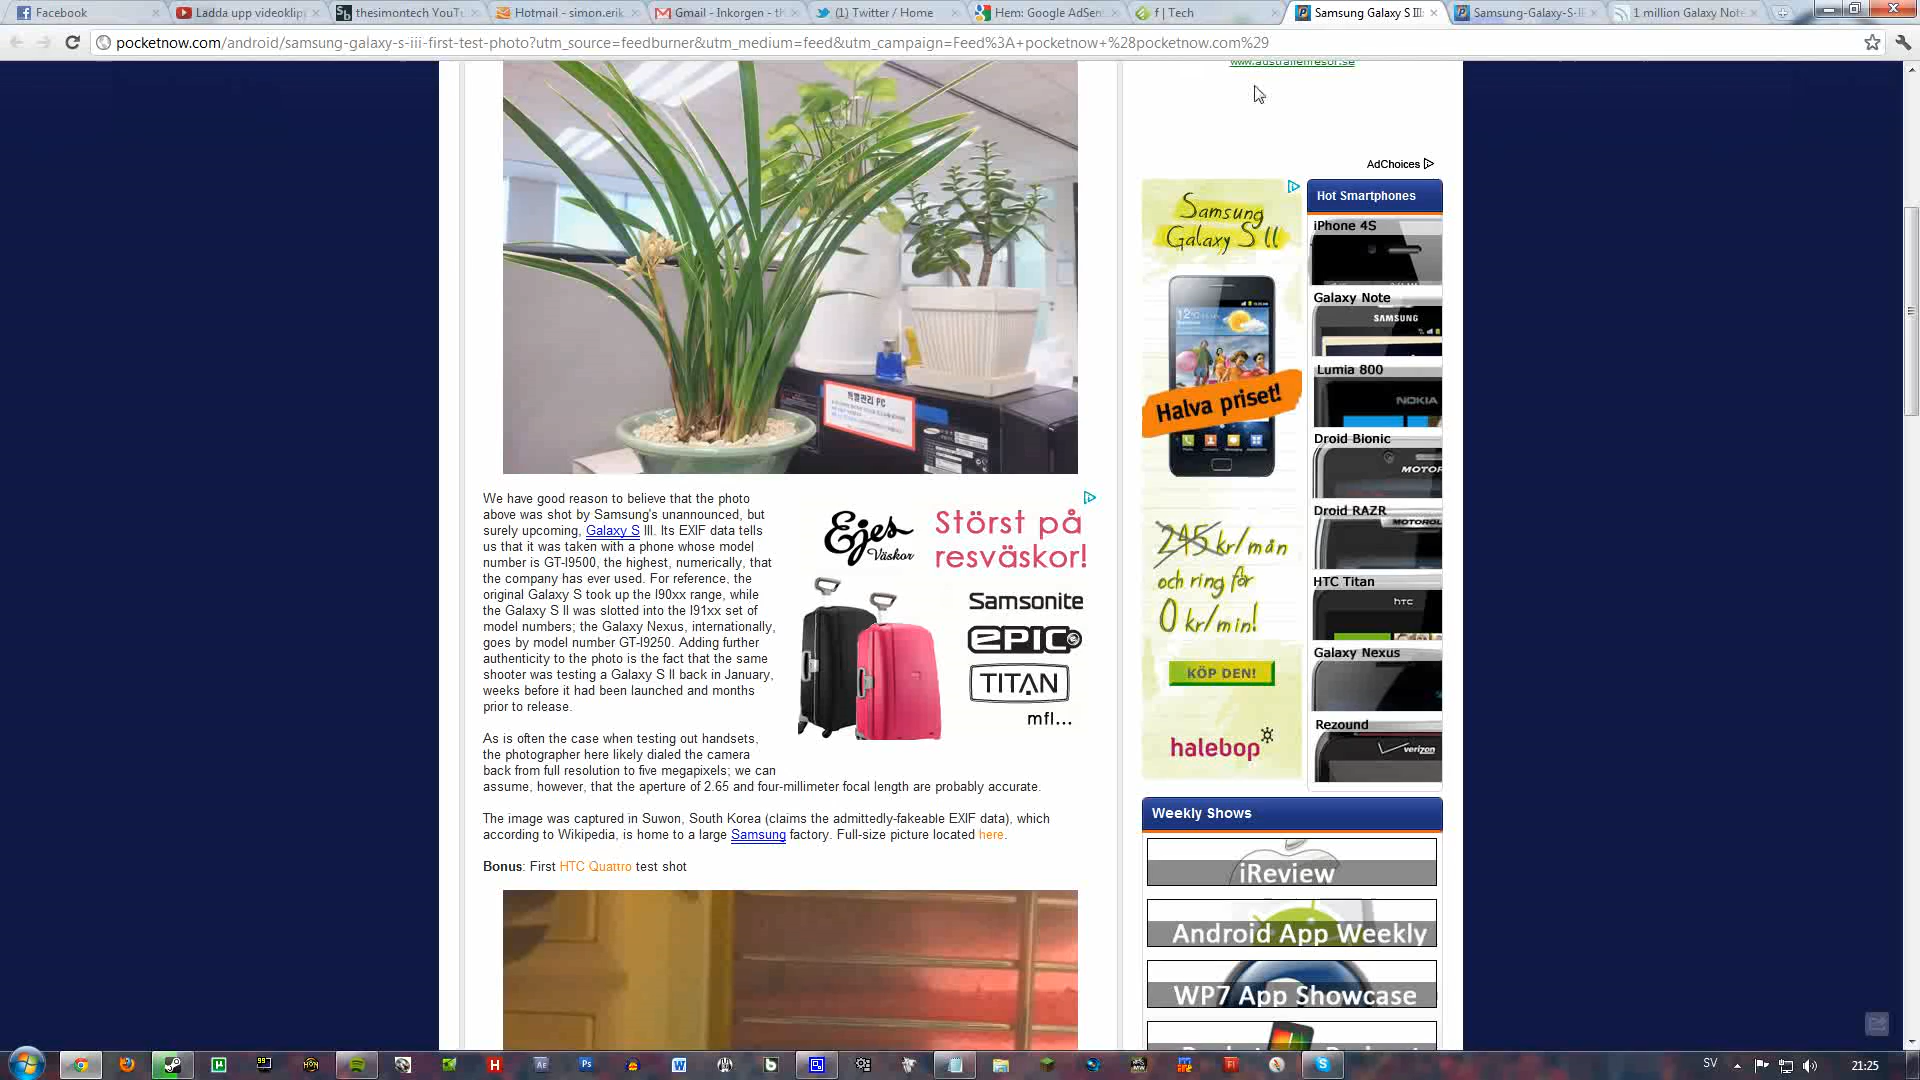 Facebook
Ladda upp videoklip
thesimontech YouTu
Hotmail - simon.erik
Gmail - Inkorgen - th
(1) Twitter / Home
Hem: Google AdSen
f | Tech
Samsung Galaxy S III:
Samsung-Galaxy-S-II
1 million Galaxy Note
pocketnow.com/android/samsung-galaxy-s-iii-first-test-photo?utm_source=feedburner&utm_medium=feed&utm_campaign=Feed%3A+pocketnow+%28pocketnow.com%29
www.australienresor.se
AdChoices
특별관리 PC
We have good reason to believe that the photo
above was shot by Samsung's unannounced, but
surely upcoming, Galaxy S III. Its EXIF data tells
us that it was taken with a phone whose model
number is GT-I9500, the highest, numerically, that
the company has ever used. For reference, the
original Galaxy S took up the I90xx range, while
the Galaxy S II was slotted into the I91xx set of
model numbers; the Galaxy Nexus, internationally,
goes by model number GT-I9250. Adding further
authenticity to the photo is the fact that the same
shooter was testing a Galaxy S II back in January,
weeks before it had been launched and months
prior to release.
Ejes
Väskor
Störst på
resväskor!
Samsonite
EPIC
TITAN
mfl...
As is often the case when testing out handsets,
the photographer here likely dialed the camera
back from full resolution to five megapixels; we can
assume, however, that the aperture of 2.65 and four-millimeter focal length are probably accurate.
The image was captured in Suwon, South Korea (claims the admittedly-fakeable EXIF data), which
according to Wikipedia, is home to a large Samsung factory. Full-size picture located here.
Bonus: First HTC Quattro test shot
Samsung
Galaxy S II
Halva priset!
245 kr/mån
och ring för
0 kr/min!
KÖP DEN!
halebop
Hot Smartphones
iPhone 4S
Galaxy Note
SAMSUNG
Lumia 800
NOKIA
Droid Bionic
MOTOR
Droid RAZR
MOTOROL
HTC Titan
hTC
Galaxy Nexus
Rezound
verizon
Weekly Shows
iReview
Android App Weekly
WP7 App Showcase
SV
21:25